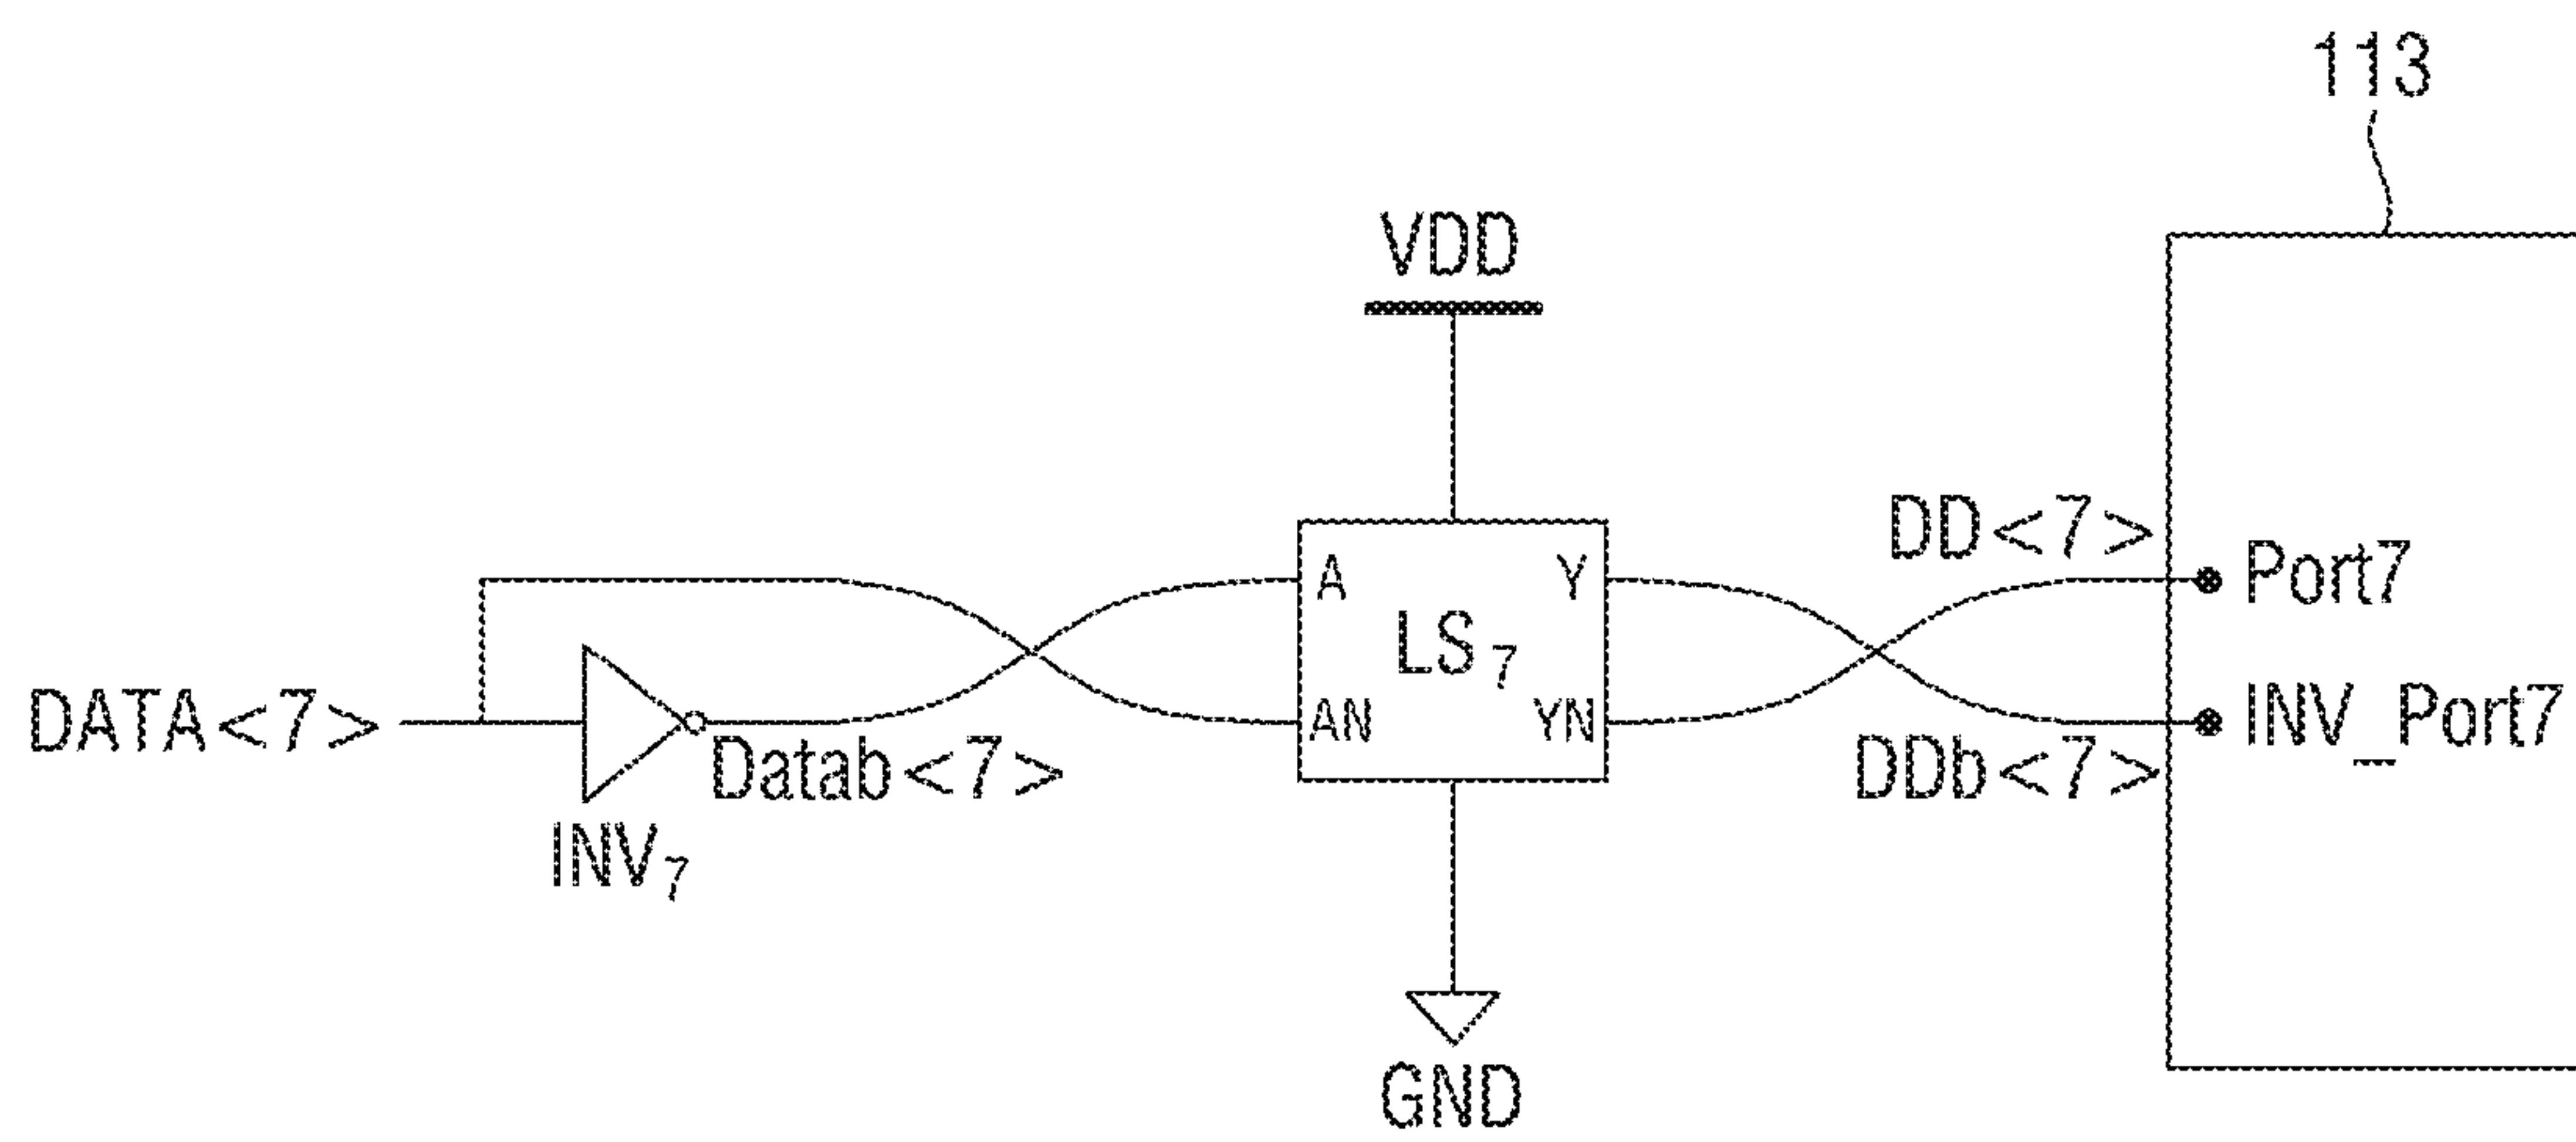 113
VDD
DD<7>
A Y Port7
LS7
DATA<7> AN YN INV_Port7
Datab<7> DDb<7>
INV7
GND